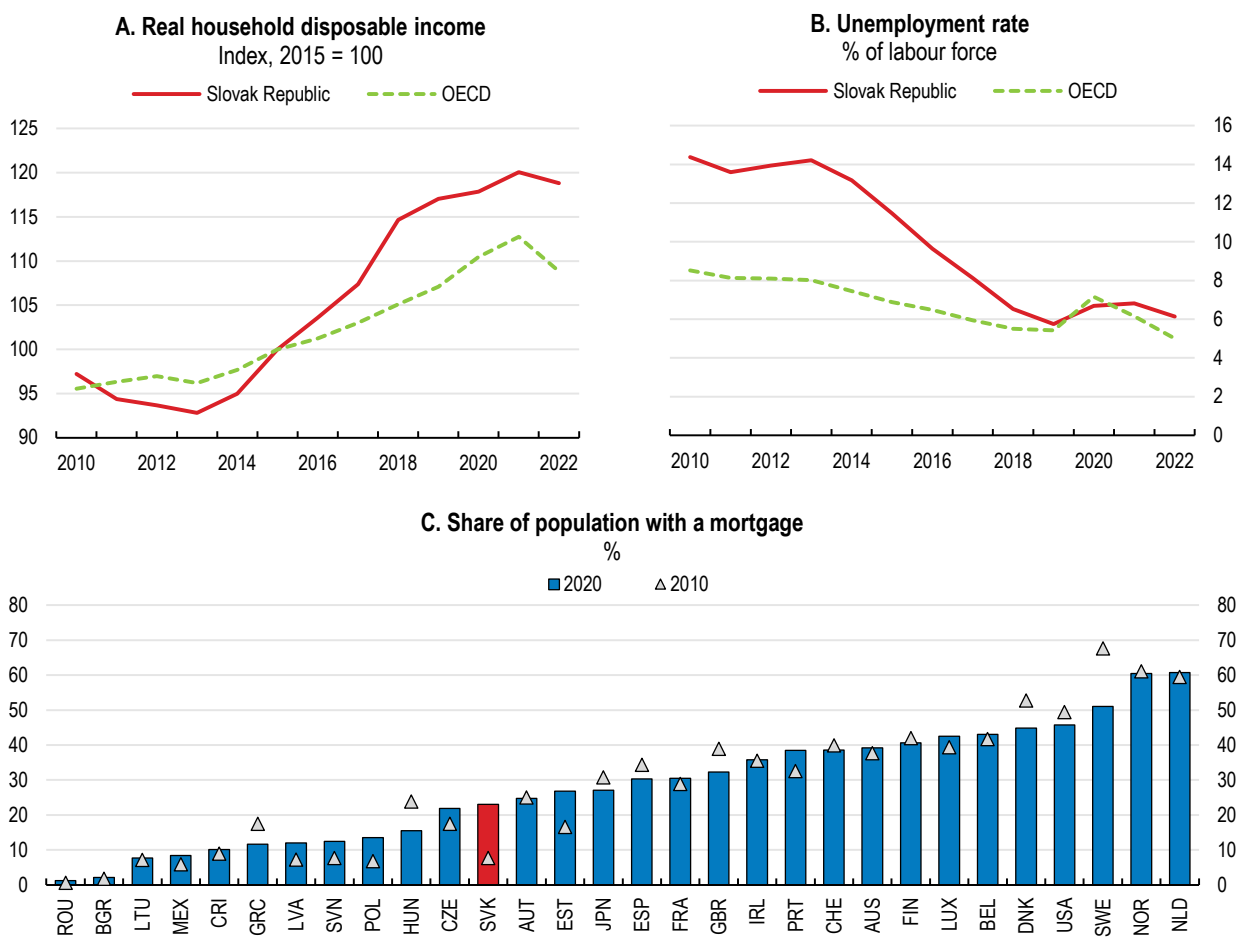 A. Real household disposable income
Index, 2015 = 100
Slovak Republic
OECD
125
120
115
110
105
100
95
90
2010 2012 2014 2016 2018 2020 2022
B. Unemployment rate
% of labour force
Slovak Republic
OECD
16
14
12
10
8
6
4
2
0
2010 2012 2014 2016 2018 2020 2022
C. Share of population with a mortgage
%
2020
2010
80 80
70 70
60 60
50 50
40 40
30 30
20 20
10 10
0 0
ROU BGR LTU MEX CRI GRC LVA SVN POL HUN CZE SVK AUT EST JPN ESP FRA GBR IRL PRT CHE AUS FIN LUX BEL DNK USA SWE NOR NLD